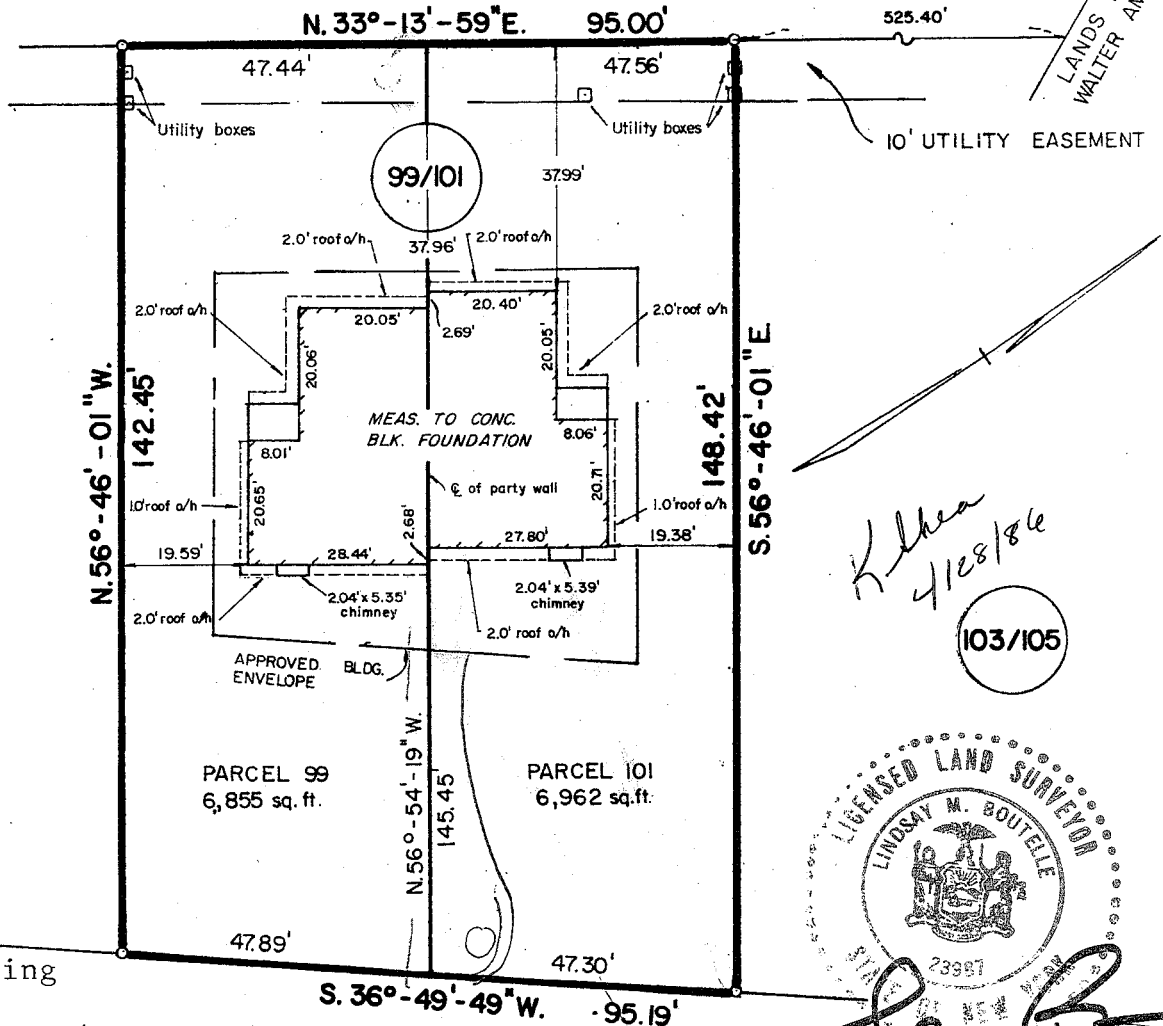 N. 33°-13'-59"E. 95.00'
525.40'
LANDS
WALTER
47.44'
47.56'
Utility boxes
Utility boxes
10' UTILITY EASEMENT
99/101
37.99'
2.0' roof o/h
37.96'
2.0' roof o/h
2.0' roof o/h
20.05'
20.40'
2.69'
2.0' roof o/h
20.06'
20.05'
N. 56°-46'-01"W.
142.45'
148.42'
S. 56°-46'-01"E.
MEAS. TO CONC.
BLK. FOUNDATION
8.01'
8.06'
℄ of party wall
20.65'
20.71'
1.0' roof o/h
1.0' roof o/h
2.68'
19.59'
28.44'
27.80'
19.38'
2.04' x 5.35'
chimney
2.04' x 5.39'
chimney
2.0' roof o/h
2.0' roof o/h
APPROVED BLDG.
ENVELOPE
4/28/86
103/105
PARCEL 99
6,855 sq. ft.
PARCEL 101
6,962 sq. ft.
N. 56°-54'-19" W.
145.45'
LICENSED LAND SURVEYOR
LINDSAY M. BOUTELLE
23987
47.89'
47.30'
ing
S. 36°-49'-49"W. 95.19'